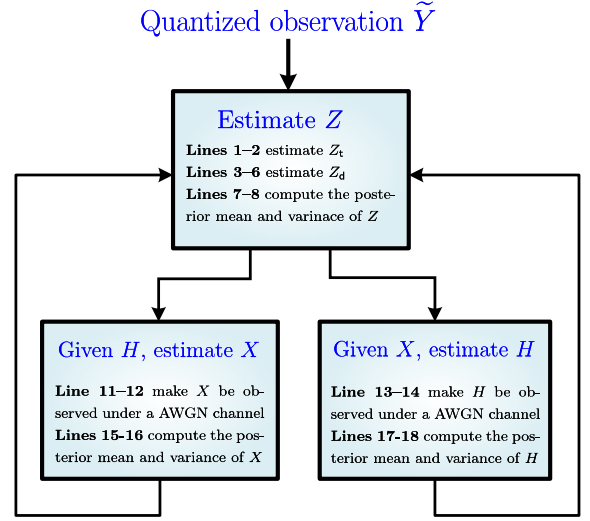 Quantized observation Ỹ
Estimate Z
Lines 1–2 estimate Z_t
Lines 3–6 estimate Z_d
Lines 7–8 compute the poste-
rior mean and varinace of Z
Given H, estimate X
Line 11–12 make X be ob-
served under a AWGN channel
Lines 15-16 compute the pos-
terior mean and variance of X
Given X, estimate H
Line 13–14 make H be ob-
served under a AWGN channel
Lines 17-18 compute the pos-
terior mean and variance of H